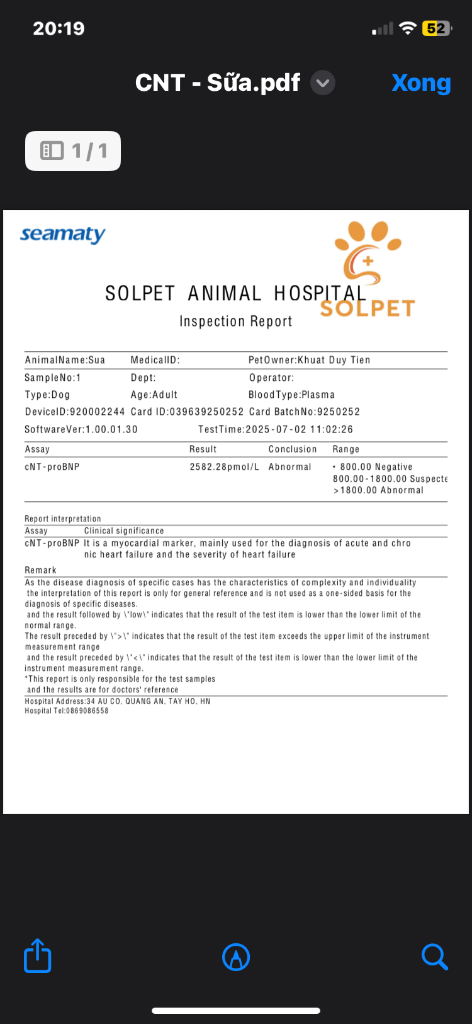 20:19
52
CNT - Sữa.pdf
Xong
1/1
seamaty
SOLPET ANIMAL HOSPITAL
SOLPET
Inspection Report
AnimalName:Sua MedicalID: PetOwner:Khuat Duy Tien
SampleNo:1 Dept: Operator:
Type:Dog Age:Adult BloodType:Plasma
DeviceID:920002244 Card ID:039639250252 Card BatchNo:9250252
SoftwareVer:1.00.01.30 TestTime:2025-07-02 11:02:26
Assay Result Conclusion Range
cNT-proBNP 2582.28pmol/L Abnormal < 800.00 Negative
800.00-1800.00 Suspecte
>1800.00 Abnormal
Report interpretation
Assay Clinical significance
cNT-proBNP It is a myocardial marker, mainly used for the diagnosis of acute and chro
nic heart failure and the severity of heart failure
Remark
As the disease diagnosis of specific cases has the characteristics of complexity and individuality
the interpretation of this report is only for general reference and is not used as a one-sided basis for the
diagnosis of specific diseases.
and the result followed by \"low\" indicates that the result of the test item is lower than the lower limit of the
normal range.
The result preceded by \">\" indicates that the result of the test item exceeds the upper limit of the instrument
measurement range
and the result preceded by \"<\" indicates that the result of the test item is lower than the lower limit of the
instrument measurement range.
*This report is only responsible for the test samples
and the results are for doctors' reference
Hospital Address:34 AU CO, QUANG AN, TAY HO, HN
Hospital Tel:0869086558